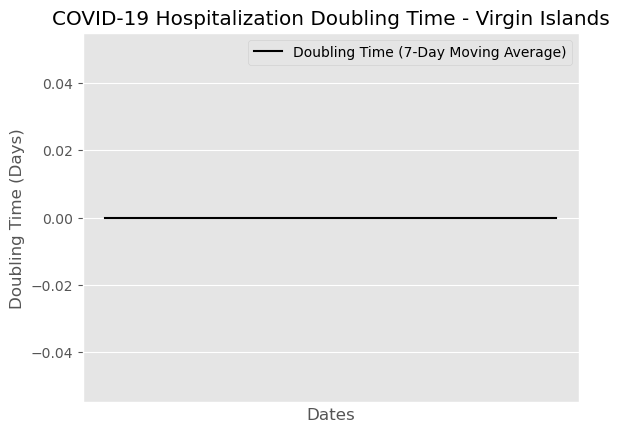 COVID-19 Hospitalization Doubling Time - Virgin Islands
Doubling Time (7-Day Moving Average)
Doubling Time (Days)
0.04
0.02
0.00
−0.02
−0.04
Dates